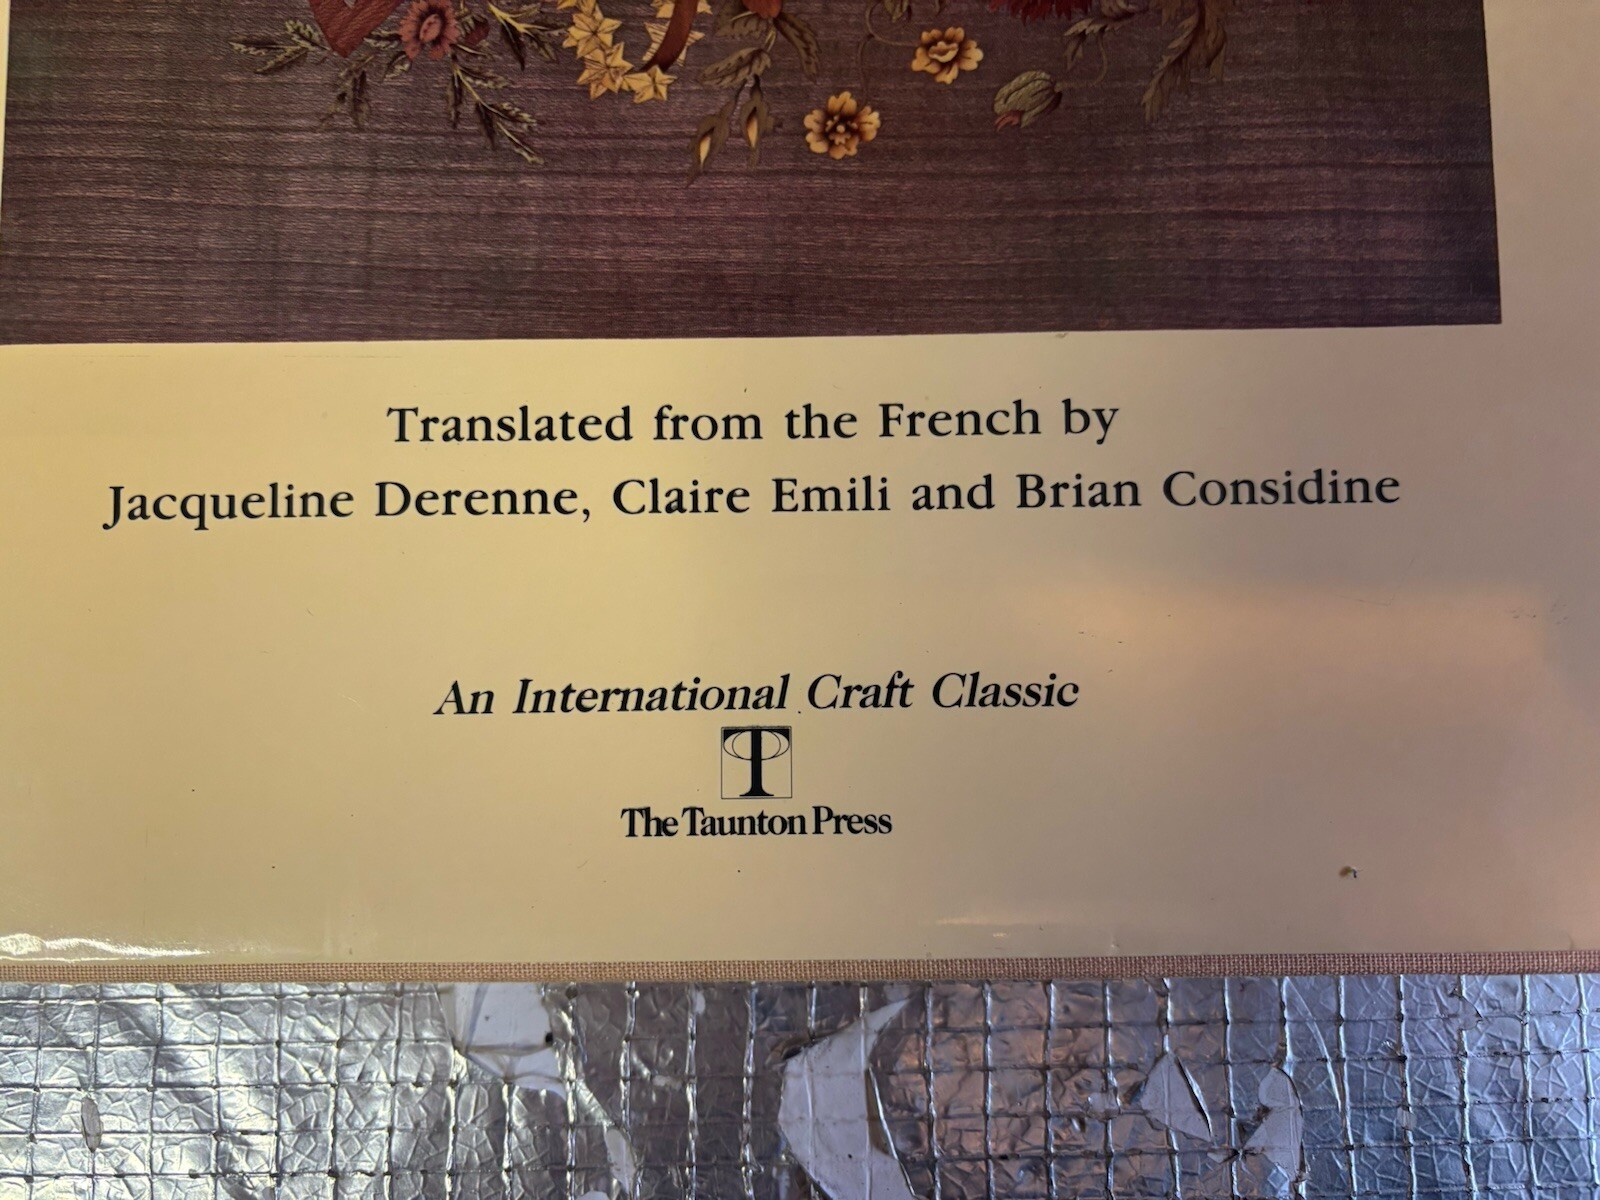 Translated from the French by
Jacqueline Derenne, Claire Emili and Brian Considine
An International Craft Classic
T
The Taunton Press